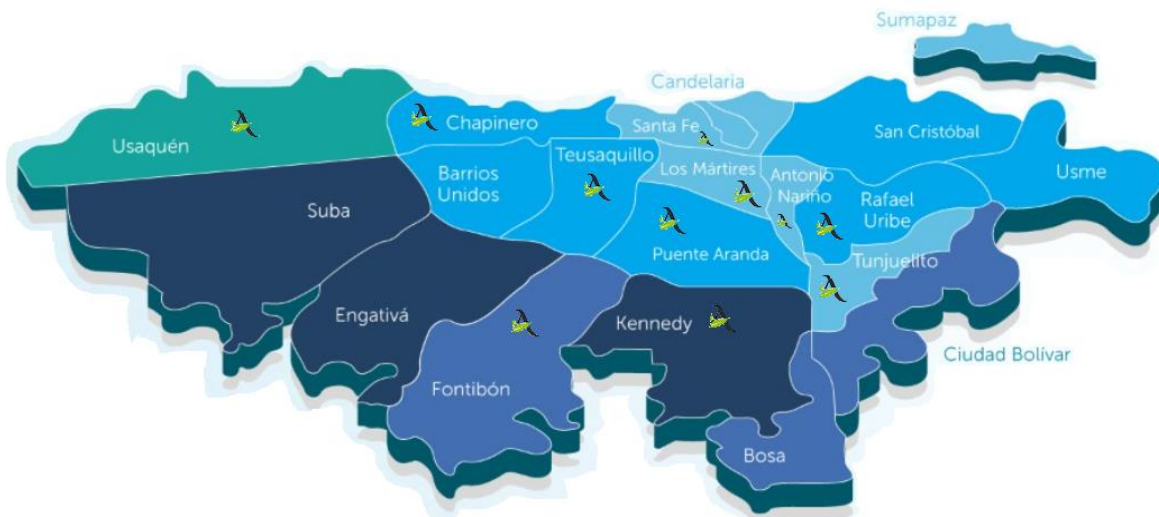 Sumapaz
Candelaria
Usaquén
Chapinero
Santa Fe
San Cristóbal
Barrios
Unidos
Teusaquillo
Los Mártires
Antonio
Nariño
Rafael
Uribe
Usme
Suba
Puente Aranda
Tunjuelito
Engativá
Kennedy
Ciudad Bolívar
Fontibón
Bosa